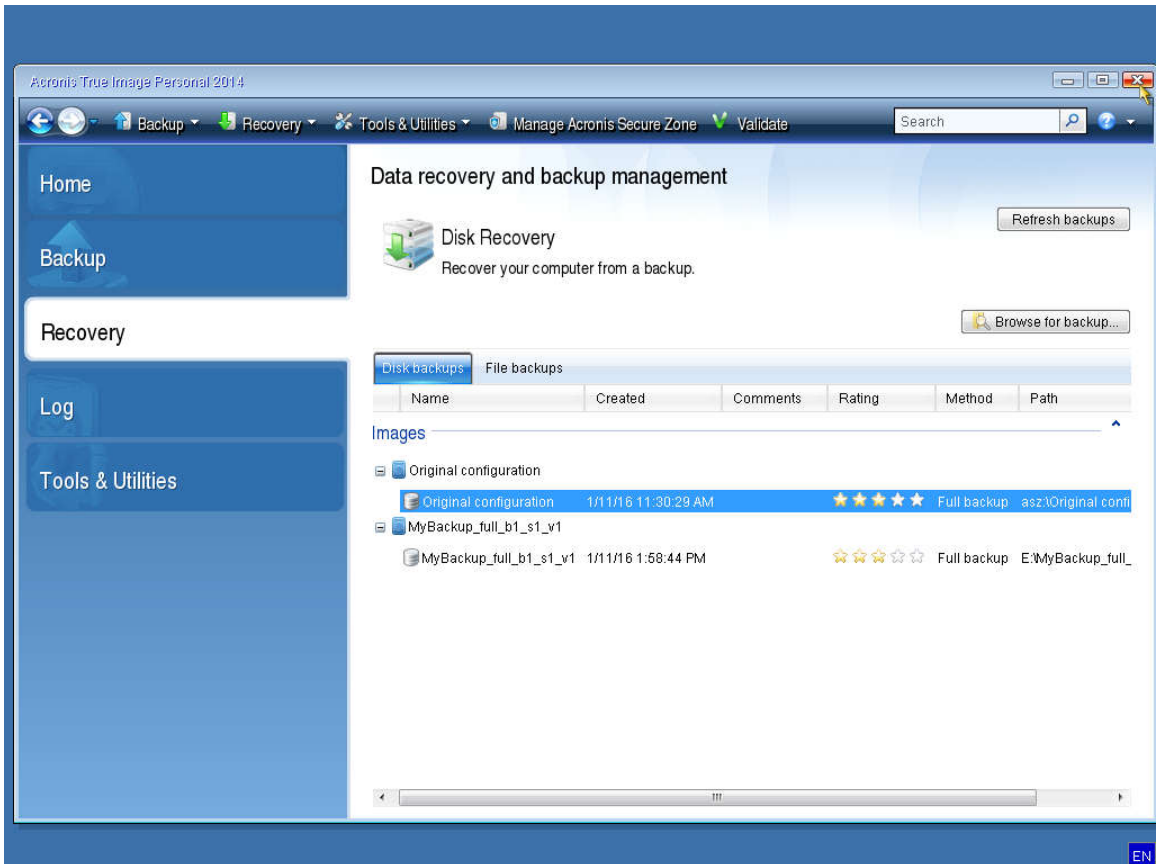 Acronis True Image Personal 2014
Backup Recovery Tools & Utilities Manage Acronis Secure Zone Validate Search
Home
Backup
Recovery
Log
Tools & Utilities
Data recovery and backup management
Refresh backups
Disk Recovery
Recover your computer from a backup.
Browse for backup...
Disk backups File backups
Name Created Comments Rating Method Path
Images
Original configuration
Original configuration 1/11/16 11:30:29 AM Full backup asz:\Original confi
MyBackup_full_b1_s1_v1
MyBackup_full_b1_s1_v1 1/11/16 1:58:44 PM Full backup E:\MyBackup_full_
EN